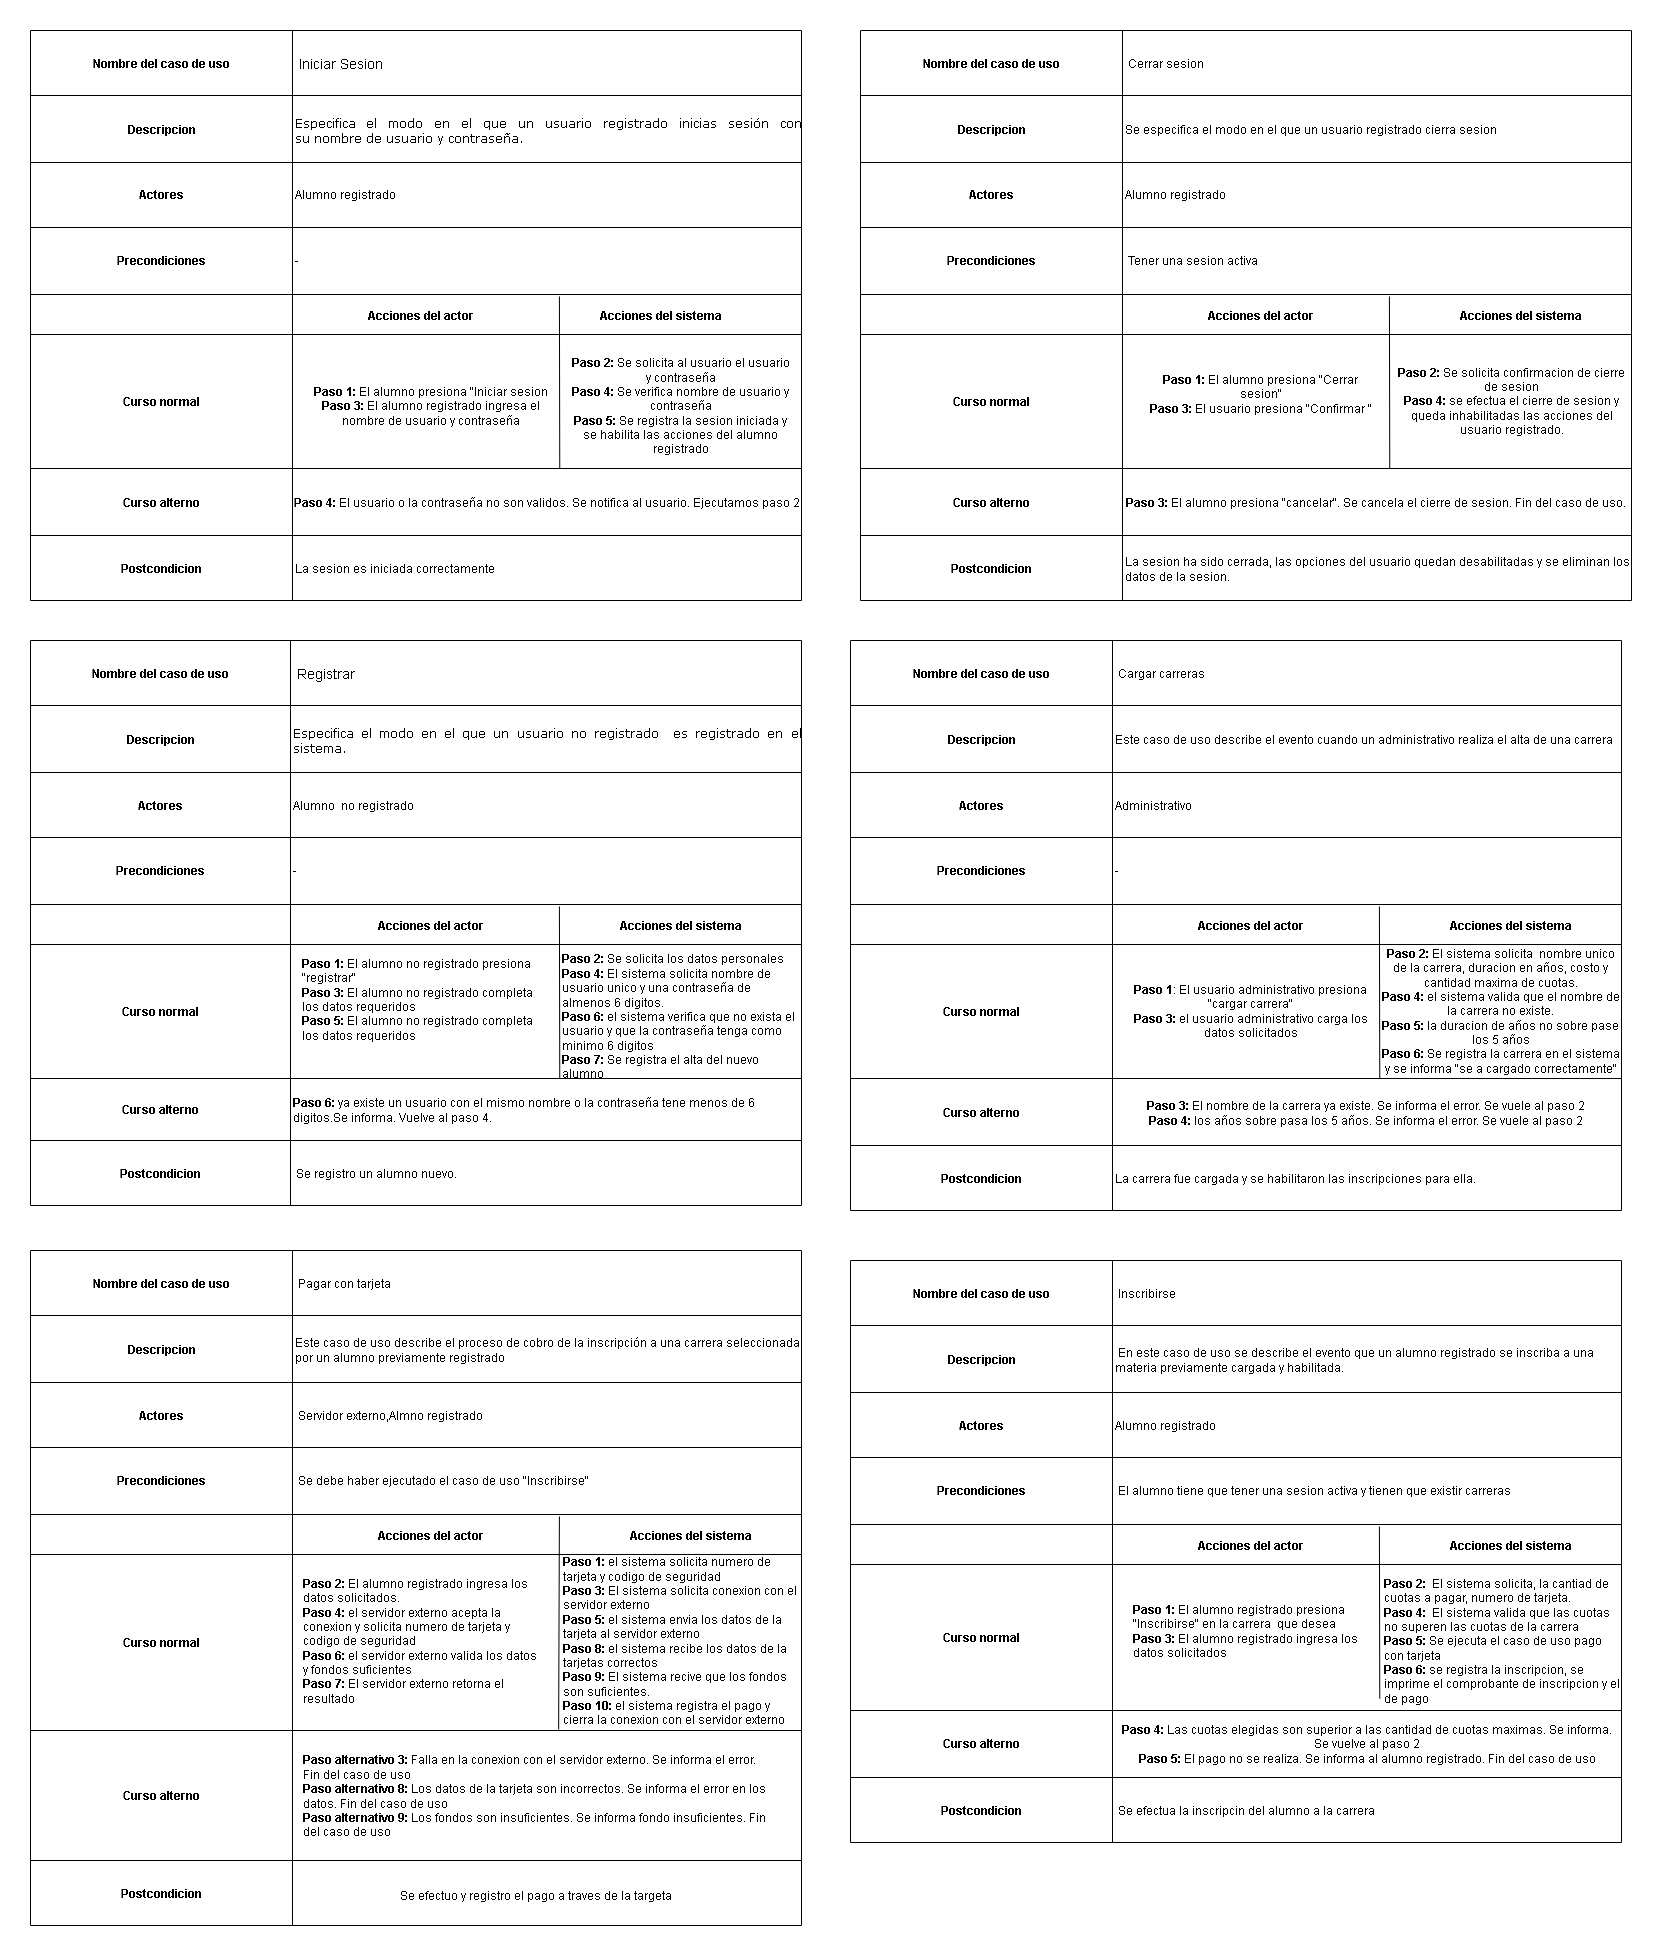 Nombre del caso de uso
Iniciar Sesion
Descripcion
Especifica el modo en el que un usuario registrado inicias sesión con
su nombre de usuario y contraseña.
Actores
Alumno registrado
Precondiciones
-
Acciones del actor
Acciones del sistema
Curso normal
Paso 1: El alumno presiona "Iniciar sesion
Paso 3: El alumno registrado ingresa el
nombre de usuario y contraseña
Paso 2: Se solicita al usuario el usuario
y contraseña
Paso 4: Se verifica nombre de usuario y
contraseña
Paso 5: Se registra la sesion iniciada y
se habilita las acciones del alumno
registrado
Curso alterno
Paso 4: El usuario o la contraseña no son validos. Se notifica al usuario. Ejecutamos paso 2
Postcondicion
La sesion es iniciada correctamente
Nombre del caso de uso
Cerrar sesion
Descripcion
Se especifica el modo en el que un usuario registrado cierra sesion
Actores
Alumno registrado
Precondiciones
Tener una sesion activa
Acciones del actor
Acciones del sistema
Curso normal
Paso 1: El alumno presiona "Cerrar
sesion"
Paso 3: El usuario presiona "Confirmar "
Paso 2: Se solicita confirmacion de cierre
de sesion
Paso 4: se efectua el cierre de sesion y
queda inhabilitadas las acciones del
usuario registrado.
Curso alterno
Paso 3: El alumno presiona "cancelar". Se cancela el cierre de sesion. Fin del caso de uso.
Postcondicion
La sesion ha sido cerrada, las opciones del usuario quedan desabilitadas y se eliminan los
datos de la sesion.
Nombre del caso de uso
Registrar
Descripcion
Especifica el modo en el que un usuario no registrado es registrado en el
sistema.
Actores
Alumno no registrado
Precondiciones
-
Acciones del actor
Acciones del sistema
Curso normal
Paso 1: El alumno no registrado presiona
"registrar"
Paso 3: El alumno no registrado completa
los datos requeridos
Paso 5: El alumno no registrado completa
los datos requeridos
Paso 2: Se solicita los datos personales
Paso 4: El sistema solicita nombre de
usuario unico y una contraseña de
almenos 6 digitos.
Paso 6: el sistema verifica que no exista el
usuario y que la contraseña tenga como
minimo 6 digitos
Paso 7: Se registra el alta del nuevo
alumno
Curso alterno
Paso 6: ya existe un usuario con el mismo nombre o la contraseña tene menos de 6
digitos.Se informa. Vuelve al paso 4.
Postcondicion
Se registro un alumno nuevo.
Nombre del caso de uso
Cargar carreras
Descripcion
Este caso de uso describe el evento cuando un administrativo realiza el alta de una carrera
Actores
Administrativo
Precondiciones
-
Acciones del actor
Acciones del sistema
Curso normal
Paso 1: El usuario administrativo presiona
"cargar carrera"
Paso 3: el usuario administrativo carga los
datos solicitados
Paso 2: El sistema solicita nombre unico
de la carrera, duracion en años, costo y
cantidad maxima de cuotas.
Paso 4: el sistema valida que el nombre de
la carrera no existe.
Paso 5: la duracion de años no sobre pase
los 5 años
Paso 6: Se registra la carrera en el sistema
y se informa "se a cargado correctamente"
Curso alterno
Paso 3: El nombre de la carrera ya existe. Se informa el error. Se vuele al paso 2
Paso 4: los años sobre pasa los 5 años. Se informa el error. Se vuele al paso 2
Postcondicion
La carrera fue cargada y se habilitaron las inscripciones para ella.
Nombre del caso de uso
Pagar con tarjeta
Descripcion
Este caso de uso describe el proceso de cobro de la inscripción a una carrera seleccionada
por un alumno previamente registrado
Actores
Servidor externo,Almno registrado
Precondiciones
Se debe haber ejecutado el caso de uso "Inscribirse"
Acciones del actor
Acciones del sistema
Curso normal
Paso 2: El alumno registrado ingresa los
datos solicitados.
Paso 4: el servidor externo acepta la
conexion y solicita numero de tarjeta y
codigo de seguridad
Paso 6: el servidor externo valida los datos
y fondos suficientes
Paso 7: El servidor externo retorna el
resultado
Paso 1: el sistema solicita numero de
tarjeta y codigo de seguridad
Paso 3: El sistema solicita conexion con el
servidor externo
Paso 5: el sistema envia los datos de la
tarjeta al servidor externo
Paso 8: el sistema recibe los datos de la
tarjetas correctos
Paso 9: El sistema recive que los fondos
son suficientes.
Paso 10: el sistema registra el pago y
cierra la conexion con el servidor externo
Curso alterno
Paso alternativo 3: Falla en la conexion con el servidor externo. Se informa el error.
Fin del caso de uso
Paso alternativo 8: Los datos de la tarjeta son incorrectos. Se informa el error en los
datos. Fin del caso de uso
Paso alternativo 9: Los fondos son insuficientes. Se informa fondo insuficientes. Fin
del caso de uso
Postcondicion
Se efectuo y registro el pago a traves de la targeta
Nombre del caso de uso
Inscribirse
Descripcion
En este caso de uso se describe el evento que un alumno registrado se inscriba a una
materia previamente cargada y habilitada.
Actores
Alumno registrado
Precondiciones
El alumno tiene que tener una sesion activa y tienen que existir carreras
Acciones del actor
Acciones del sistema
Curso normal
Paso 1: El alumno registrado presiona
"Inscribirse" en la carrera que desea
Paso 3: El alumno registrado ingresa los
datos solicitados
Paso 2: El sistema solicita, la cantiad de
cuotas a pagar, numero de tarjeta.
Paso 4: El sistema valida que las cuotas
no superen las cuotas de la carrera
Paso 5: Se ejecuta el caso de uso pago
con tarjeta
Paso 6: se registra la inscripcion, se
imprime el comprobante de inscripcion y el
de pago
Curso alterno
Paso 4: Las cuotas elegidas son superior a las cantidad de cuotas maximas. Se informa.
Se vuelve al paso 2
Paso 5: El pago no se realiza. Se informa al alumno registrado. Fin del caso de uso
Postcondicion
Se efectua la inscripcin del alumno a la carrera